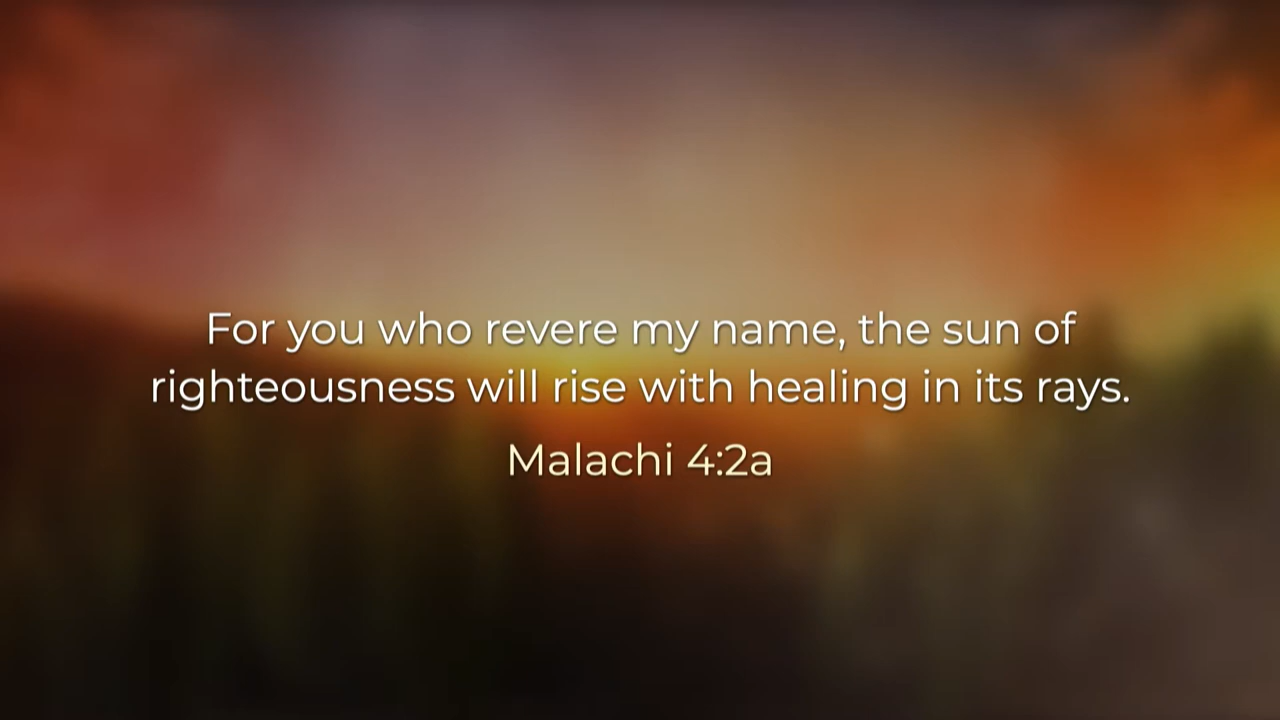 For you who revere my name, the sun of
righteousness will rise with healing in its rays.
Malachi 4:2a